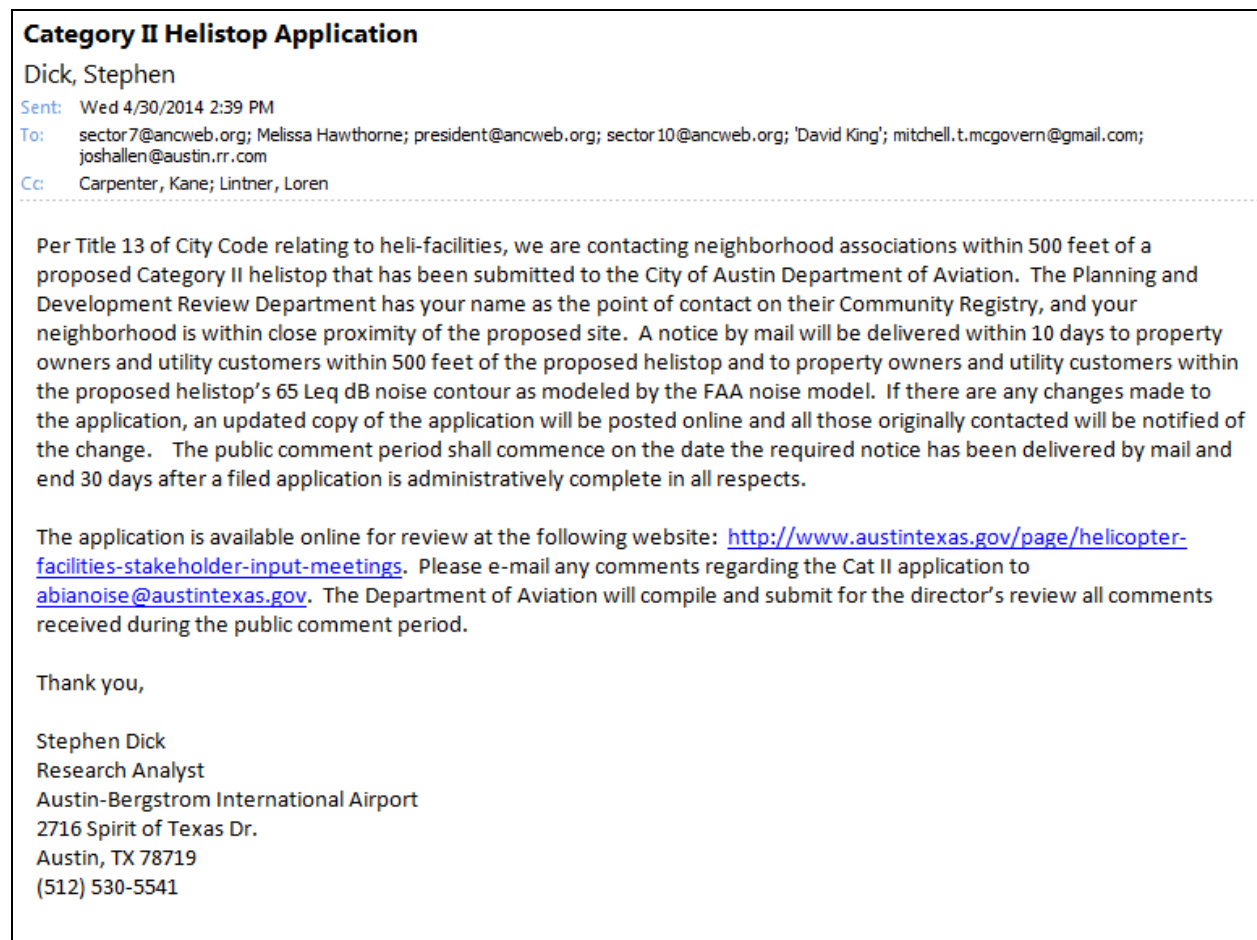 Category II Helistop Application
Dick, Stephen
Sent: Wed 4/30/2014 2:39 PM
To: sector7@ancweb.org; Melissa Hawthorne; president@ancweb.org; sector10@ancweb.org; 'David King'; mitchell.t.mcgovern@gmail.com;
joshallen@austin.rr.com
Cc: Carpenter, Kane; Lintner, Loren
Per Title 13 of City Code relating to heli-facilities, we are contacting neighborhood associations within 500 feet of a
proposed Category II helistop that has been submitted to the City of Austin Department of Aviation. The Planning and
Development Review Department has your name as the point of contact on their Community Registry, and your
neighborhood is within close proximity of the proposed site. A notice by mail will be delivered within 10 days to property
owners and utility customers within 500 feet of the proposed helistop and to property owners and utility customers within
the proposed helistop's 65 Leq dB noise contour as modeled by the FAA noise model. If there are any changes made to
the application, an updated copy of the application will be posted online and all those originally contacted will be notified of
the change. The public comment period shall commence on the date the required notice has been delivered by mail and
end 30 days after a filed application is administratively complete in all respects.
The application is available online for review at the following website: http://www.austintexas.gov/page/helicopter-
facilities-stakeholder-input-meetings. Please e-mail any comments regarding the Cat II application to
abianoise@austintexas.gov. The Department of Aviation will compile and submit for the director's review all comments
received during the public comment period.
Thank you,
Stephen Dick
Research Analyst
Austin-Bergstrom International Airport
2716 Spirit of Texas Dr.
Austin, TX 78719
(512) 530-5541